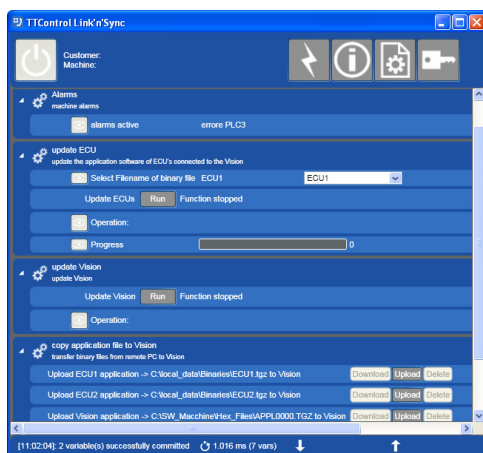 TTControl Link'n'Sync
Customer:
Machine:
Alarms
machine alarms
alarms active errore PLC3
update ECU
update the application software of ECU's connected to the Vision
Select Filename of binary file ECU1 ECU1
Update ECUs Run Function stopped
Operation:
Progress 0
update Vision
update Vision
Update Vision Run Function stopped
Operation:
copy application file to Vision
transfer binary files from remote PC to Vision
Upload ECU1 application -> C:\local_data\Binaries\ECU1.tgz to Vision Download Upload Delete
Upload ECU2 application -> C:\local_data\Binaries\ECU2.tgz to Vision Download Upload Delete
Upload Vision application -> C:\SW_Macchine\Hex_Files\APPL0000.TGZ to Vision Download Upload Delete
[11:02:04]: 2 variable(s) successfully committed 1.016 ms (7 vars)